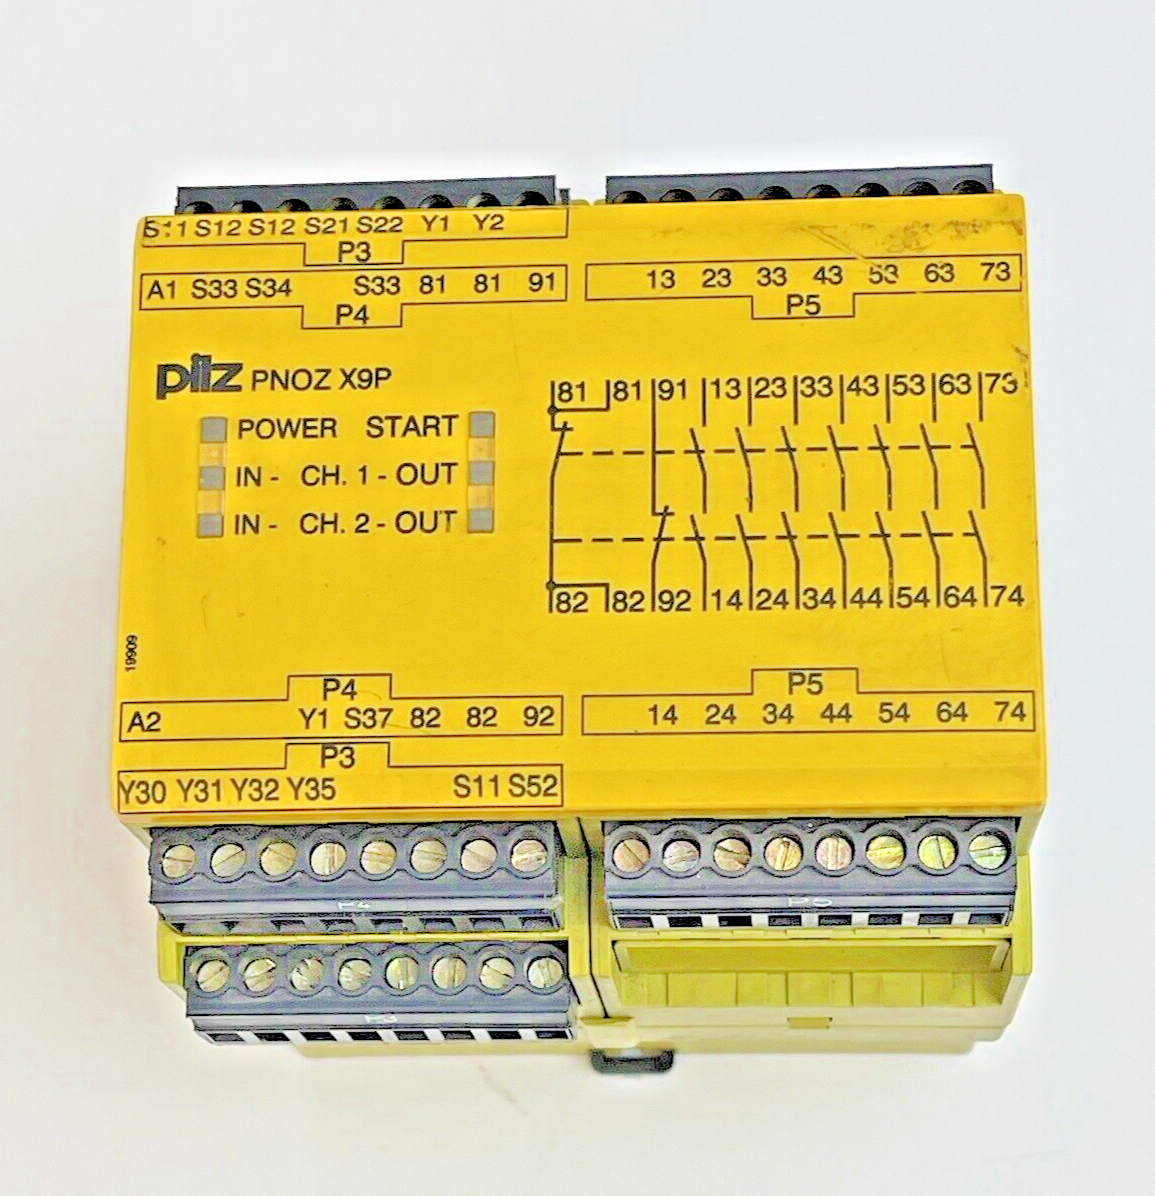 S11 S12 S12 S21 S22 Y1 Y2
P3
A1 S33 S34 S33 81 81 91
P4
13 23 33 43 53 63 73
P5
pilz PNOZ X9P
POWER START
IN - CH. 1 - OUT
IN - CH. 2 - OUT
81 81 91 13 23 33 43 53 63 73
82 82 92 14 24 34 44 54 64 74
19909
P4
A2 Y1 S37 82 82 92
P3
Y30 Y31 Y32 Y35 S11 S52
P5
14 24 34 44 54 64 74
P4
P5
P3